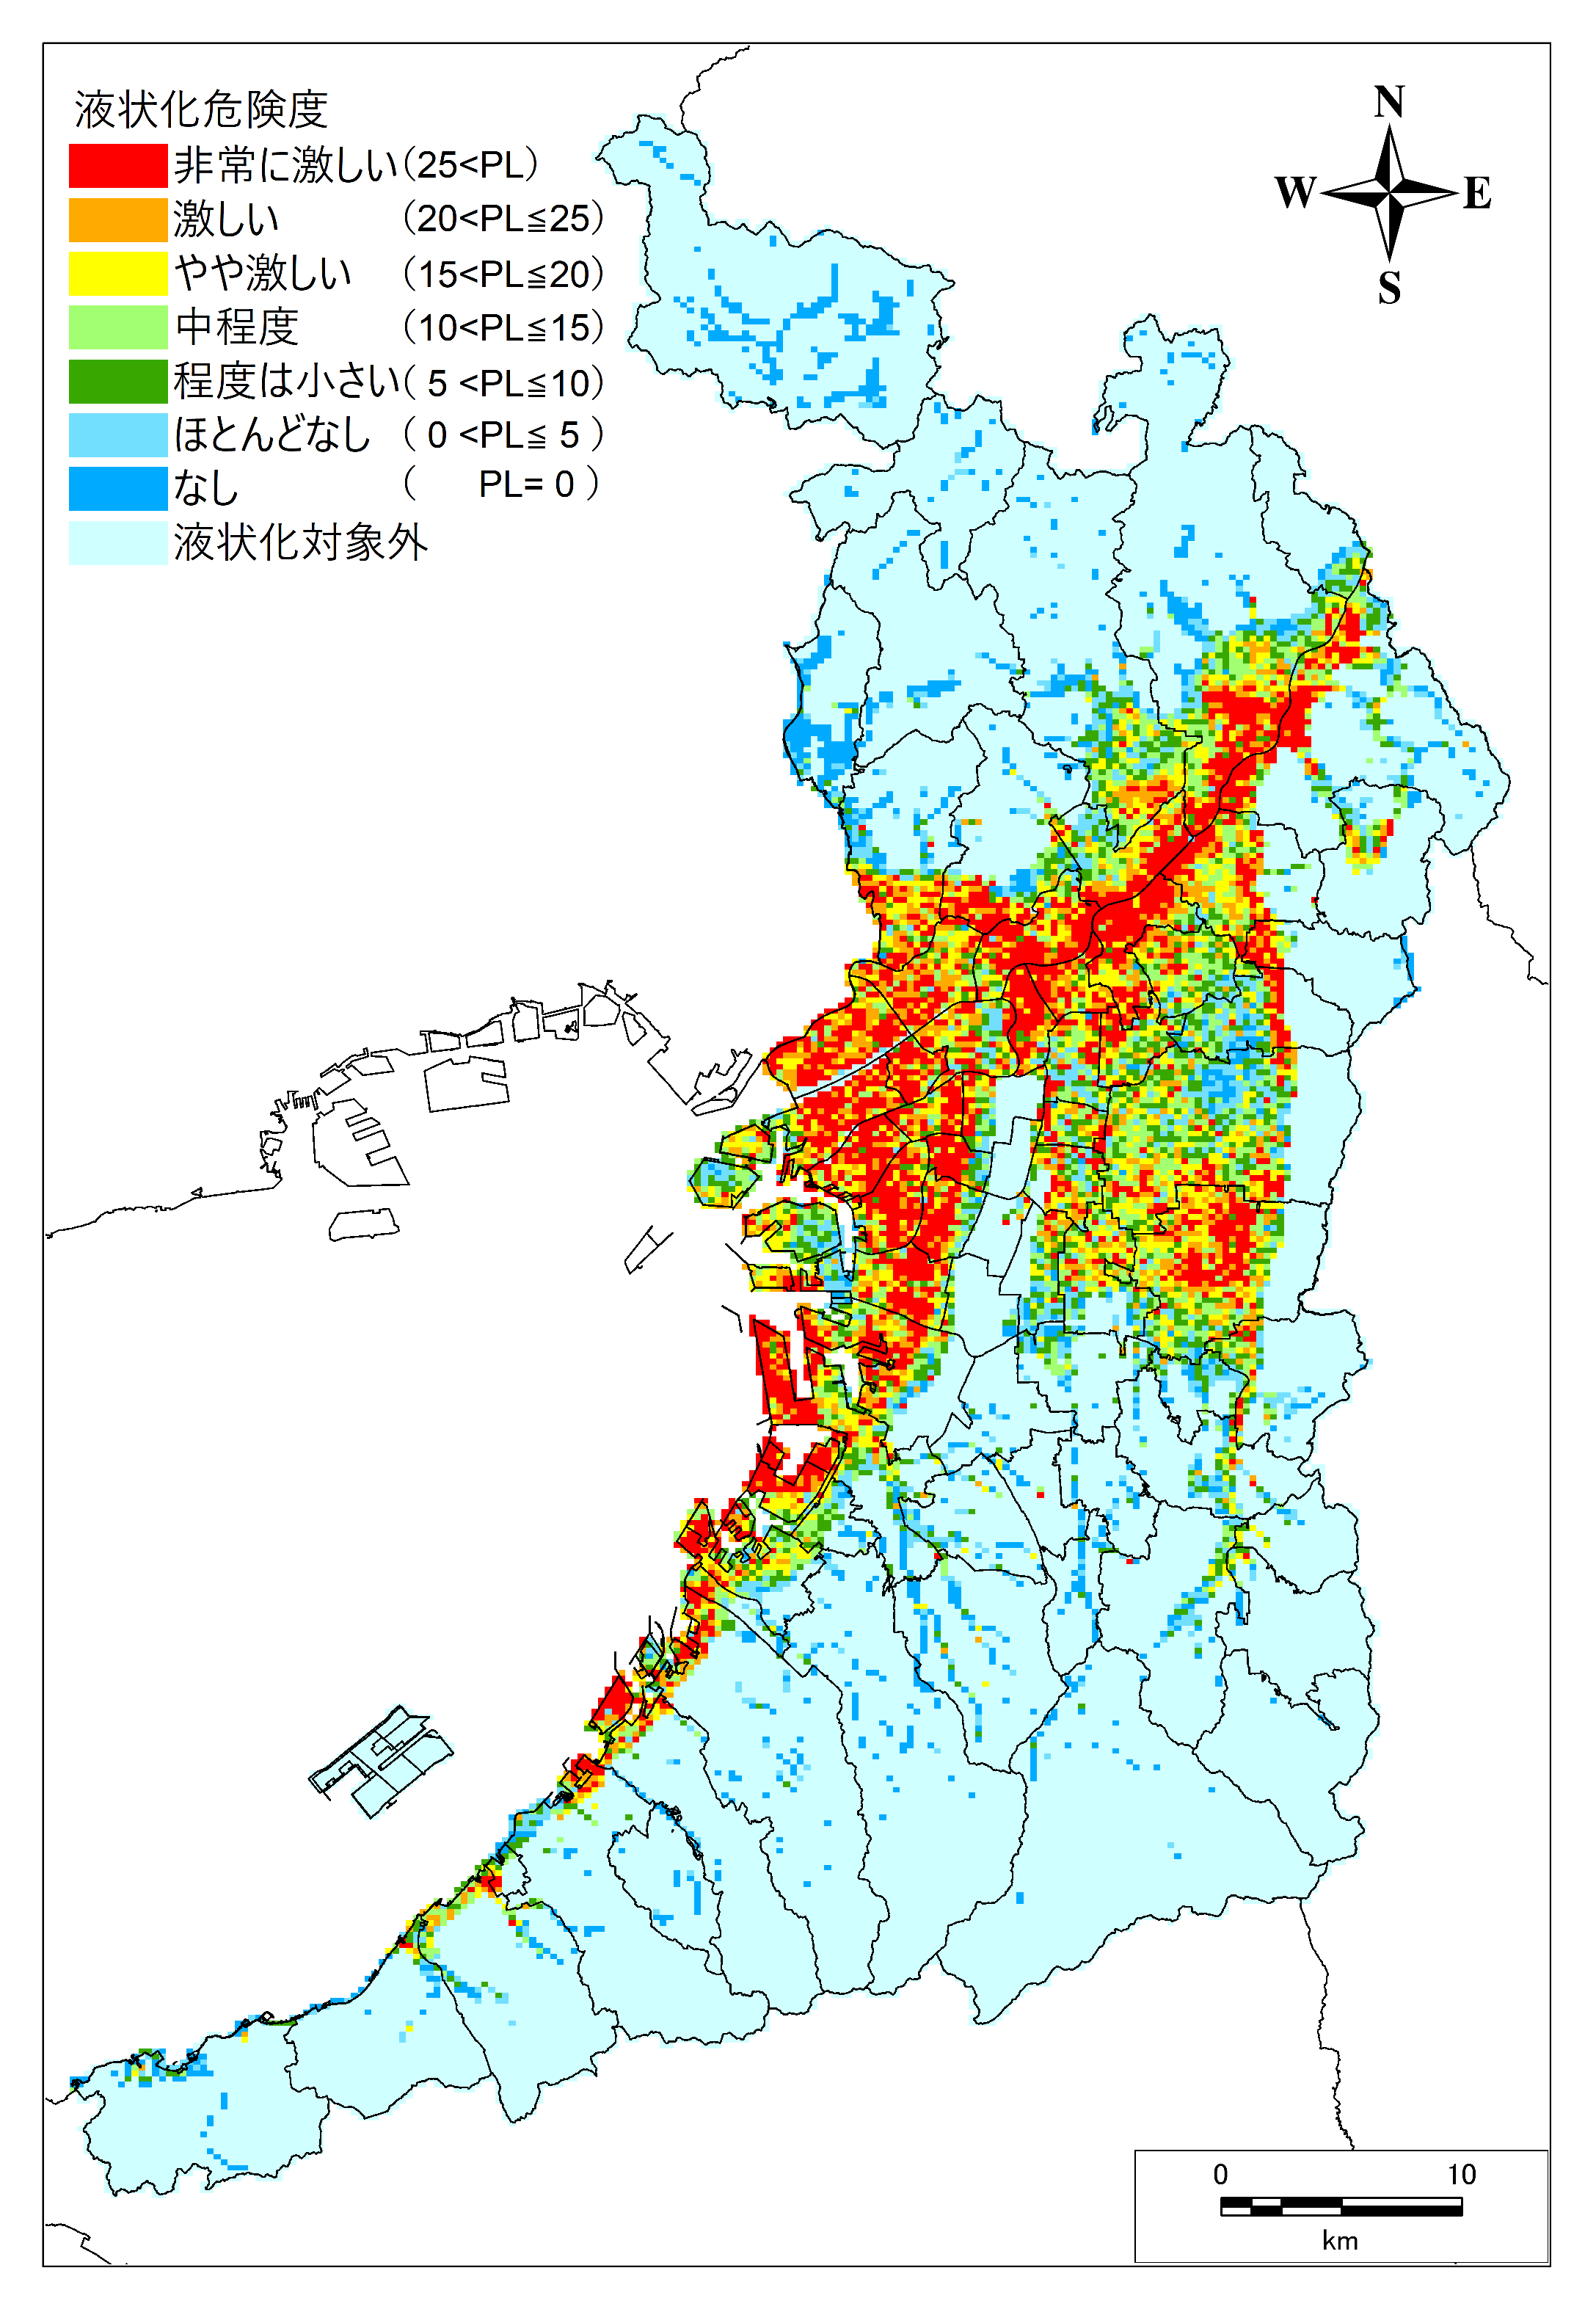 液状化危険度
非常に激しい（25<PL）
激しい （20<PL≦25）
やや激しい （15<PL≦20）
中程度 （10<PL≦15）
程度は小さい（ 5 <PL≦10）
ほとんどなし （ 0 <PL≦ 5 ）
なし （ PL= 0 ）
液状化対象外
N
W E
S
0 10
km